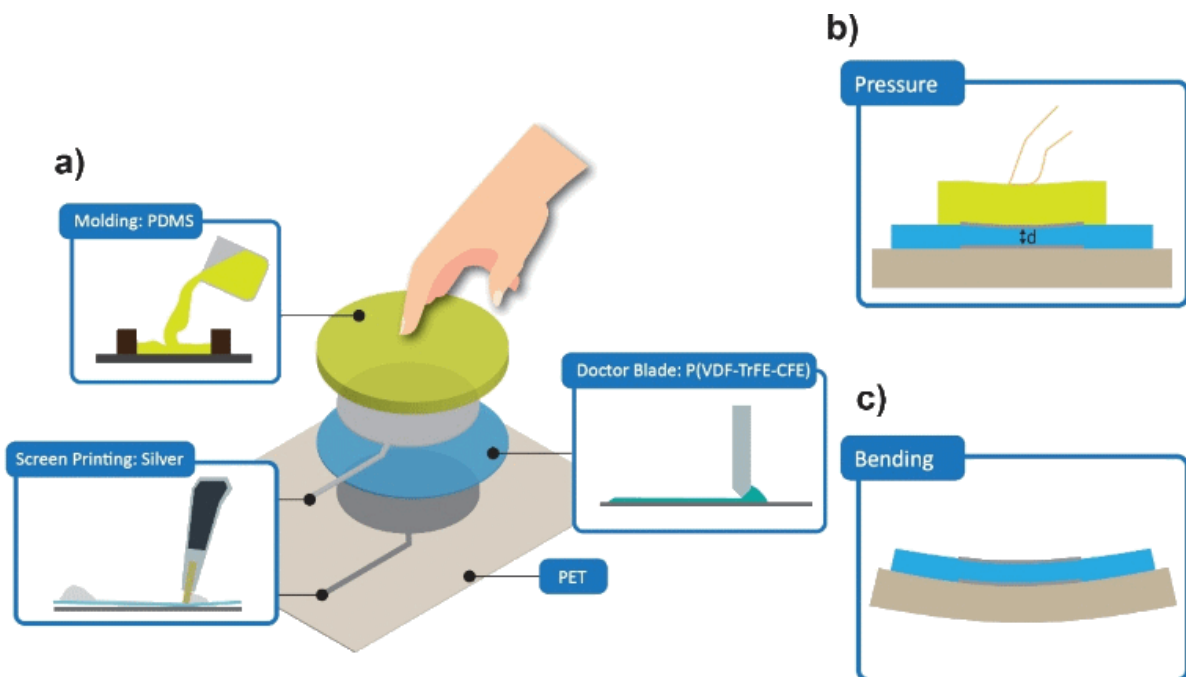 a)
Molding: PDMS
Screen Printing: Silver
Doctor Blade: P(VDF-TrFE-CFE)
PET
b)
Pressure
d
c)
Bending